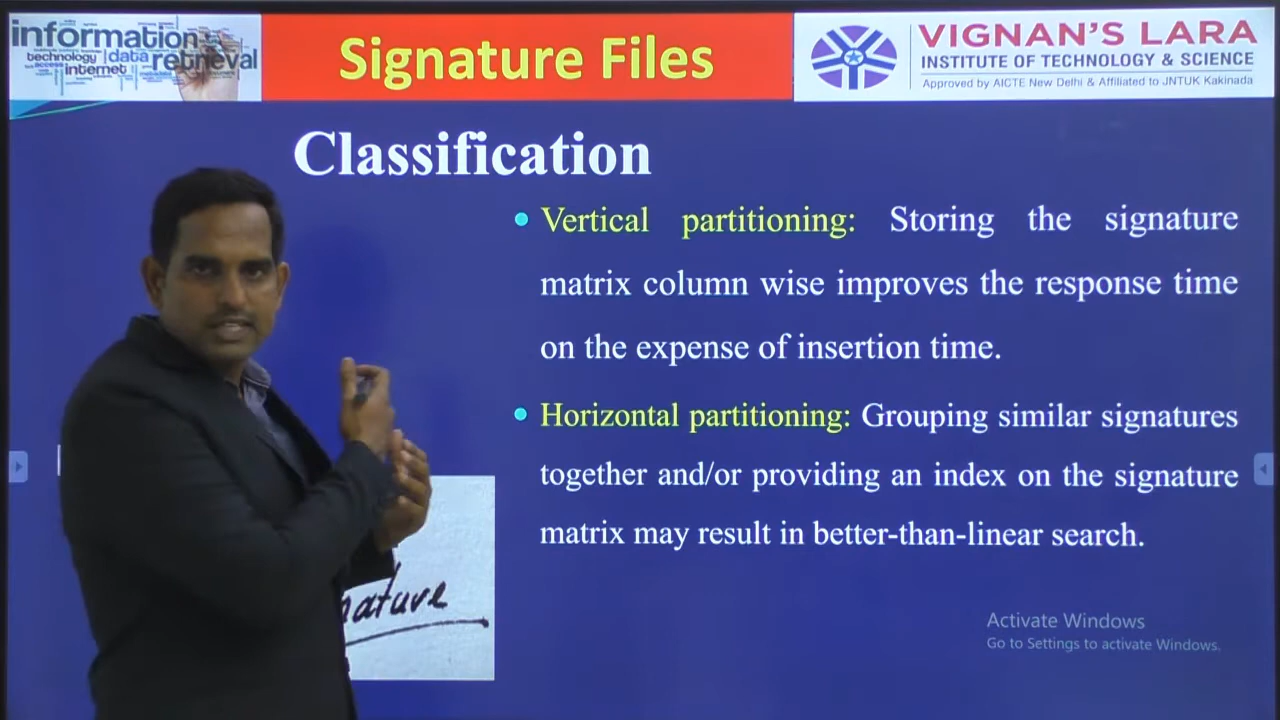 information
technology data retrieval
internet
Signature Files
VIGNAN'S LARA
INSTITUTE OF TECHNOLOGY & SCIENCE
Approved by AICTE New Delhi & Affiliated to JNTUK Kakinada
Classification
Vertical partitioning: Storing the signature
matrix column wise improves the response time
on the expense of insertion time.
Horizontal partitioning: Grouping similar signatures
together and/or providing an index on the signature
matrix may result in better-than-linear search.
nature
Activate Windows
Go to Settings to activate Windows.